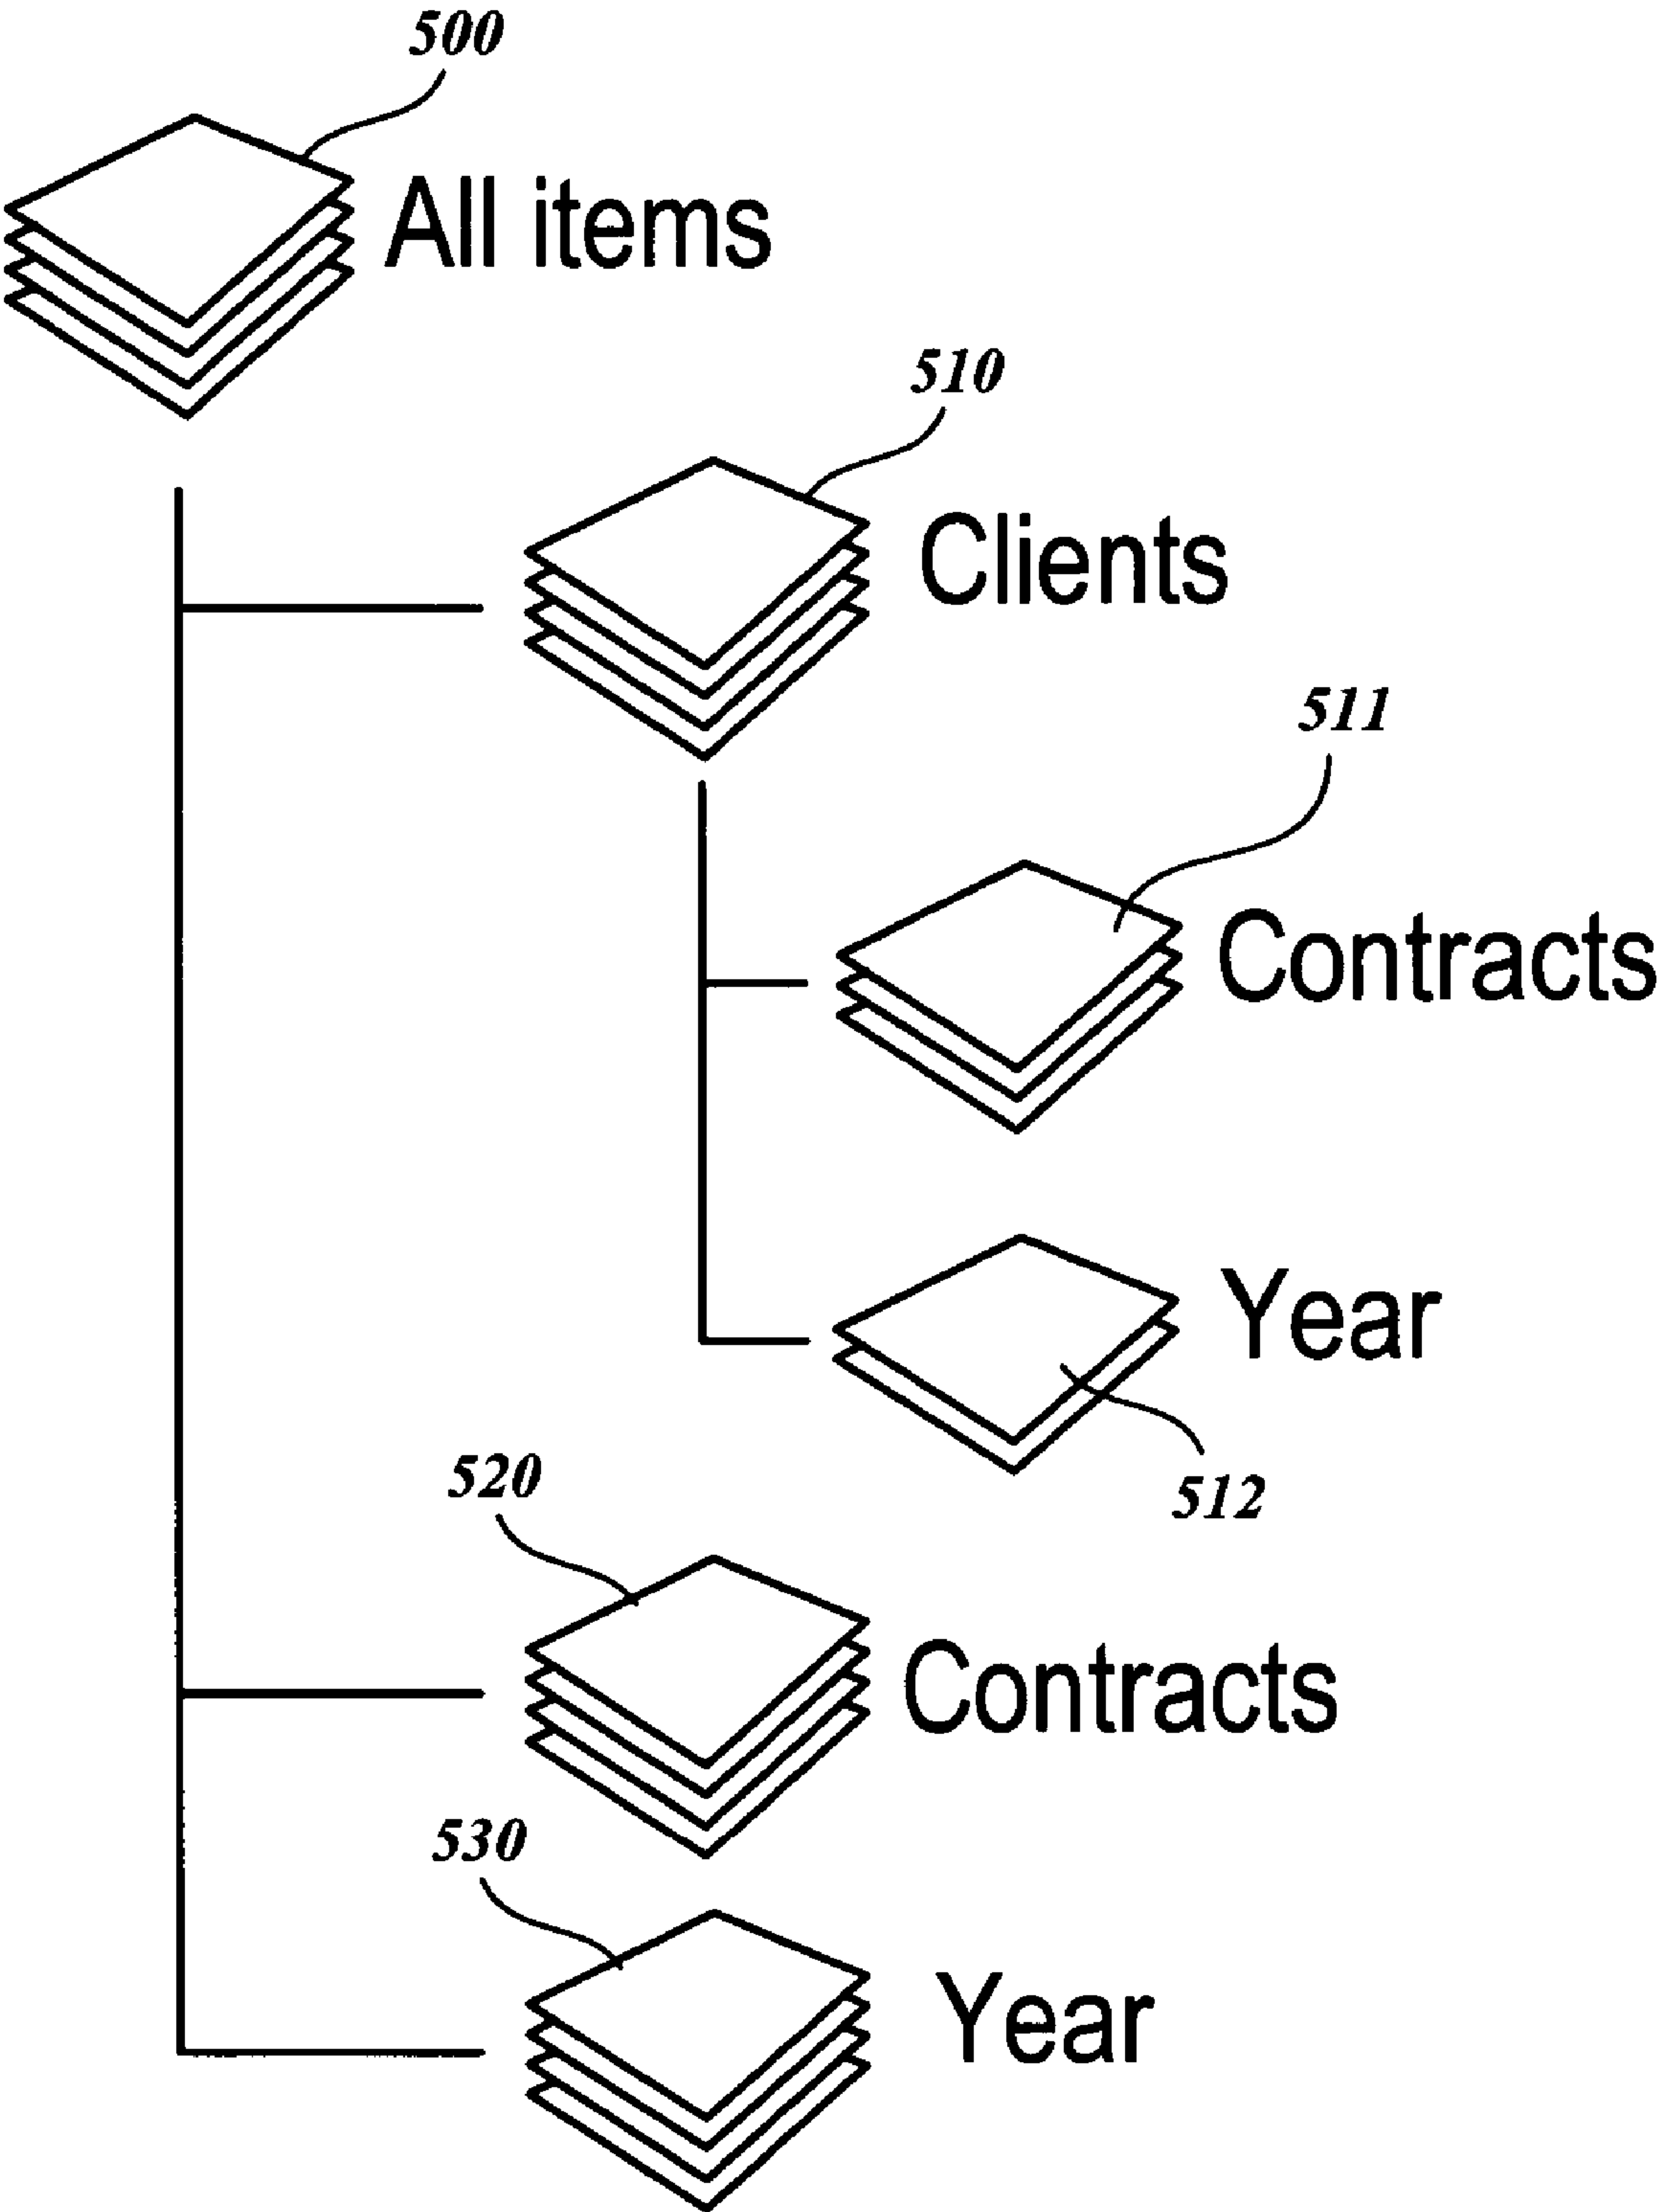 500
All items
510
Clients
511
Contracts
Year
512
520
Contracts
530
Year